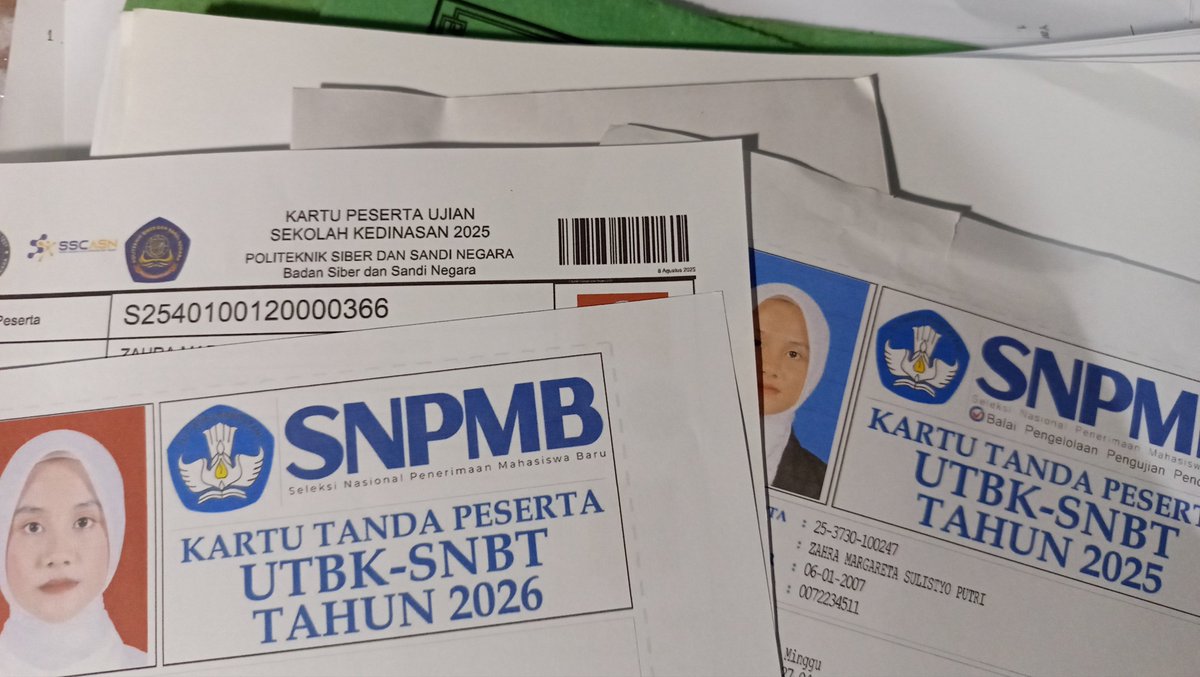 KARTU PESERTA UJIAN
SEKOLAH KEDINASAN 2025
POLITEKNIK SIBER DAN SANDI NEGARA
Badan Siber dan Sandi Negara
SSCASN
8 Agustus 2025
Peserta
S2540100120000366
ZAHRA
SNPMB
Seleksi Nasional Penerimaan Mahasiswa Baru
KARTU TANDA PESERTA
UTBK-SNBT
TAHUN 2026
SNPM
Seleksi Nasional Penerimaan Mahasiswa
Balai Pengelolaan Pengujian
KARTU TANDA PESERTA
UTBK-SNBT
TAHUN 2025
: 25-3730-100247
: ZAHRA MARGARETA SULISTYO PUTRI
: 06-01-2007
: 0072234511
Minggu